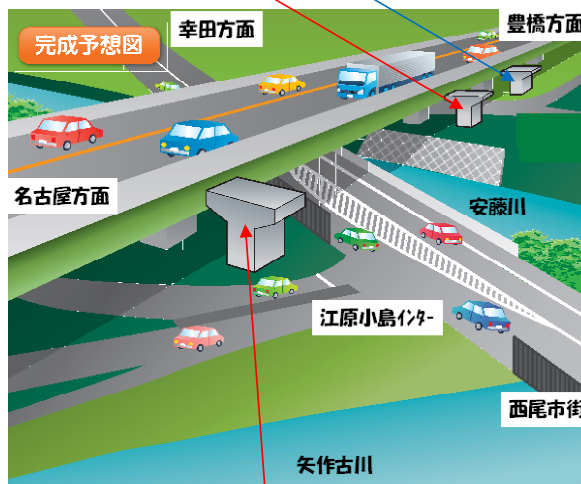 完成予想図
幸田方面
豊橋方面
名古屋方面
安藤川
江原小島インター
西尾市街
矢作古川